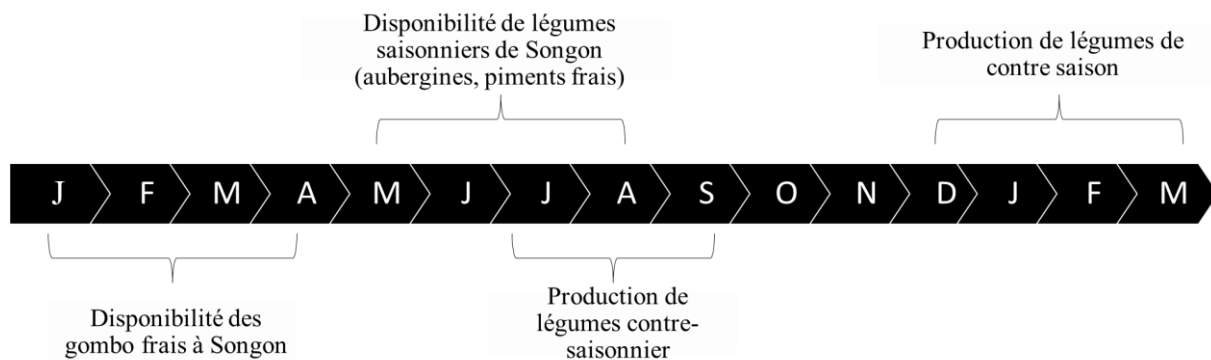 Disponibilité de légumes
saisonniers de Songon
(aubergines, piments frais)
Production de légumes de
contre saison
J F M A M J J A S O N D J F M
Disponibilité des
gombo frais à Songon
Production de
légumes contre-
saisonnier